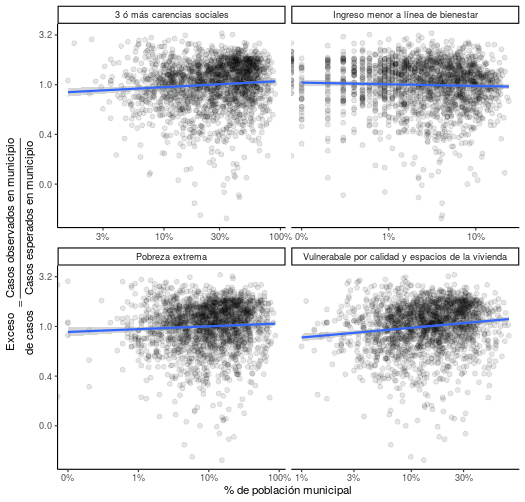 3 ó más carencias sociales
Ingreso menor a línea de bienestar
3.2
1.0
0.4
0.0
3% 10% 30% 100%
0% 1% 10%
Pobreza extrema
Vulnerabale por calidad y espacios de la vivienda
3.2
1.0
0.4
0.0
0% 1% 10% 100%
1% 3% 10% 30%
% de población municipal
Exceso
de casos
=
Casos observados en municipio
Casos esperados en municipio